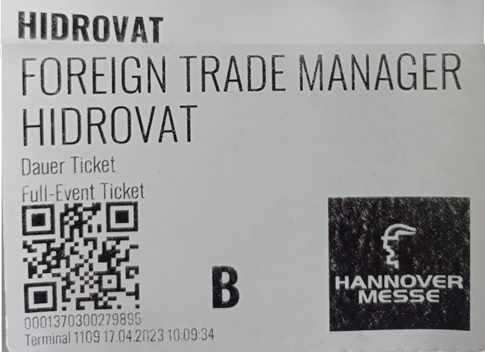 HIDROVAT
FOREIGN TRADE MANAGER
HIDROVAT
Dauer Ticket
Full-Event Ticket
B
HANNOVER
MESSE
0001370300279895
Terminal 1109 17.04.2023 10:09:34